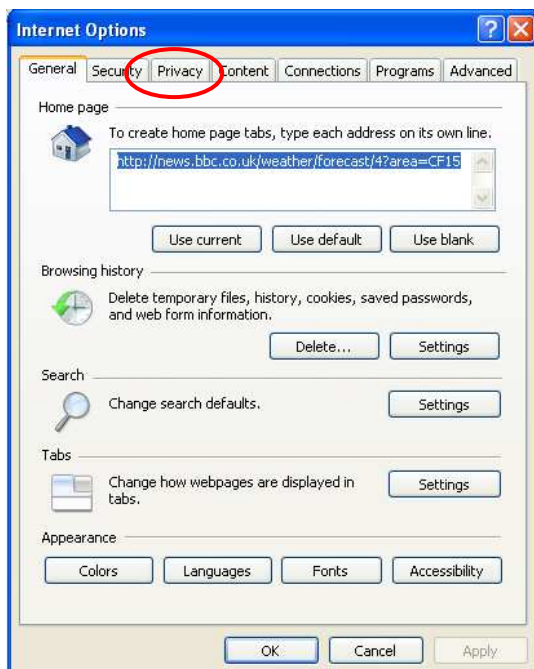 Internet Options
General Security Privacy Content Connections Programs Advanced
Home page
To create home page tabs, type each address on its own line.
http://news.bbc.co.uk/weather/forecast/4?area=CF15
Use current Use default Use blank
Browsing history
Delete temporary files, history, cookies, saved passwords,
and web form information.
Delete... Settings
Search
Change search defaults. Settings
Tabs
Change how webpages are displayed in
tabs.
Settings
Appearance
Colors Languages Fonts Accessibility
OK Cancel Apply